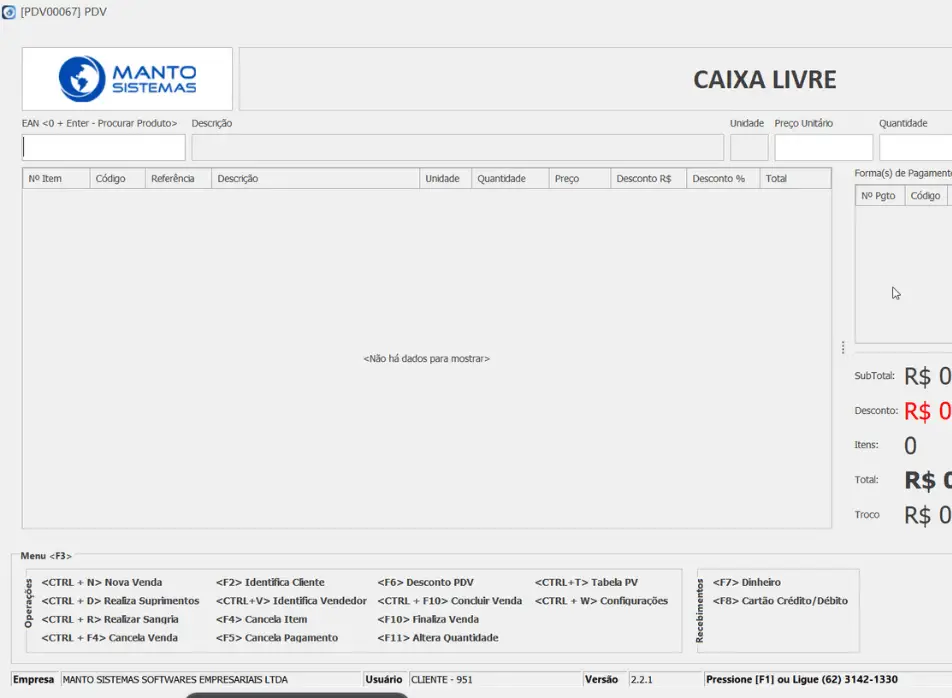 [PDV00067] PDV
MANTO
SISTEMAS
CAIXA LIVRE
EAN <0 + Enter - Procurar Produto> Descrição Unidade Preço Unitário Quantidade
Nº Item Código Referência Descrição Unidade Quantidade Preço Desconto R$ Desconto % Total
Forma(s) de Pagamento
Nº Pgto Código
<Não há dados para mostrar>
SubTotal: R$ 0
Desconto: R$ 0
Itens: 0
Total: R$ 0
Troco R$ 0
Menu <F3>
Operações
<CTRL + N> Nova Venda <F2> Identifica Cliente <F6> Desconto PDV <CTRL+T> Tabela PV
<CTRL + D> Realiza Suprimentos <CTRL+V> Identifica Vendedor <CTRL + F10> Concluir Venda <CTRL + W> Configurações
<CTRL + R> Realizar Sangria <F4> Cancela Item <F10> Finaliza Venda
<CTRL + F4> Cancela Venda <F5> Cancela Pagamento <F11> Altera Quantidade
Recebimentos
<F7> Dinheiro
<F8> Cartão Crédito/Débito
Empresa MANTO SISTEMAS SOFTWARES EMPRESARIAIS LTDA Usuário CLIENTE - 951 Versão 2.2.1 Pressione [F1] ou Ligue (62) 3142-1330